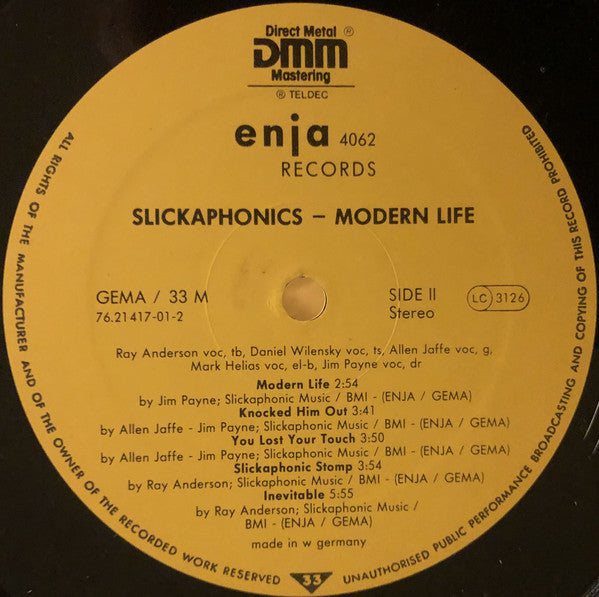 Direct Metal ®
DMM
Mastering
® TELDEC
enja 4062
RECORDS
SLICKAPHONICS – MODERN LIFE
GEMA / 33 M
76.21417-01-2
SIDE II
Stereo
LC 3126
Ray Anderson voc, tb, Daniel Wilensky voc, ts, Allen Jaffe voc, g,
Mark Helias voc, el-b, Jim Payne voc, dr
Modern Life 2:54
by Jim Payne; Slickaphonic Music / BMI - (ENJA / GEMA)
Knocked Him Out 3:41
by Allen Jaffe - Jim Payne; Slickaphonic Music / BMI - (ENJA / GEMA)
You Lost Your Touch 3:50
by Allen Jaffe - Jim Payne; Slickaphonic Music / BMI - (ENJA / GEMA)
Slickaphonic Stomp 3:54
by Ray Anderson; Slickaphonic Music / BMI - (ENJA / GEMA)
Inevitable 5:55
by Ray Anderson; Slickaphonic Music /
BMI - (ENJA / GEMA)
made in w germany
ALL RIGHTS OF THE MANUFACTURER AND OF THE OWNER OF THE RECORDED WORK RESERVED
33
UNAUTHORISED PUBLIC PERFORMANCE BROADCASTING AND COPYING OF THIS RECORD PROHIBITED